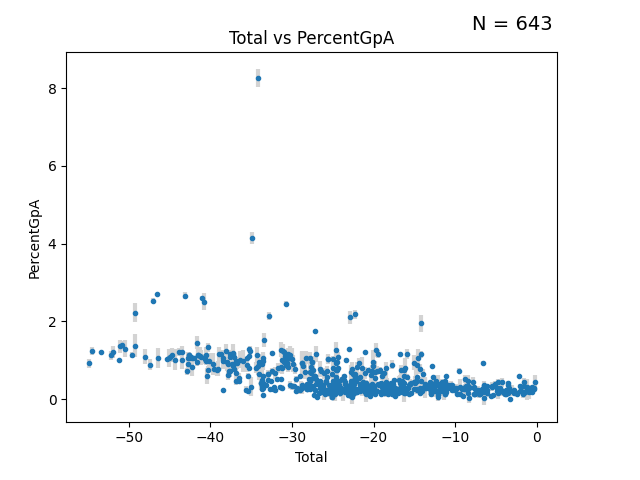 N = 643
Total vs PercentGpA
PercentGpA
8
6
4
2
0
−50 −40 −30 −20 −10 0
Total